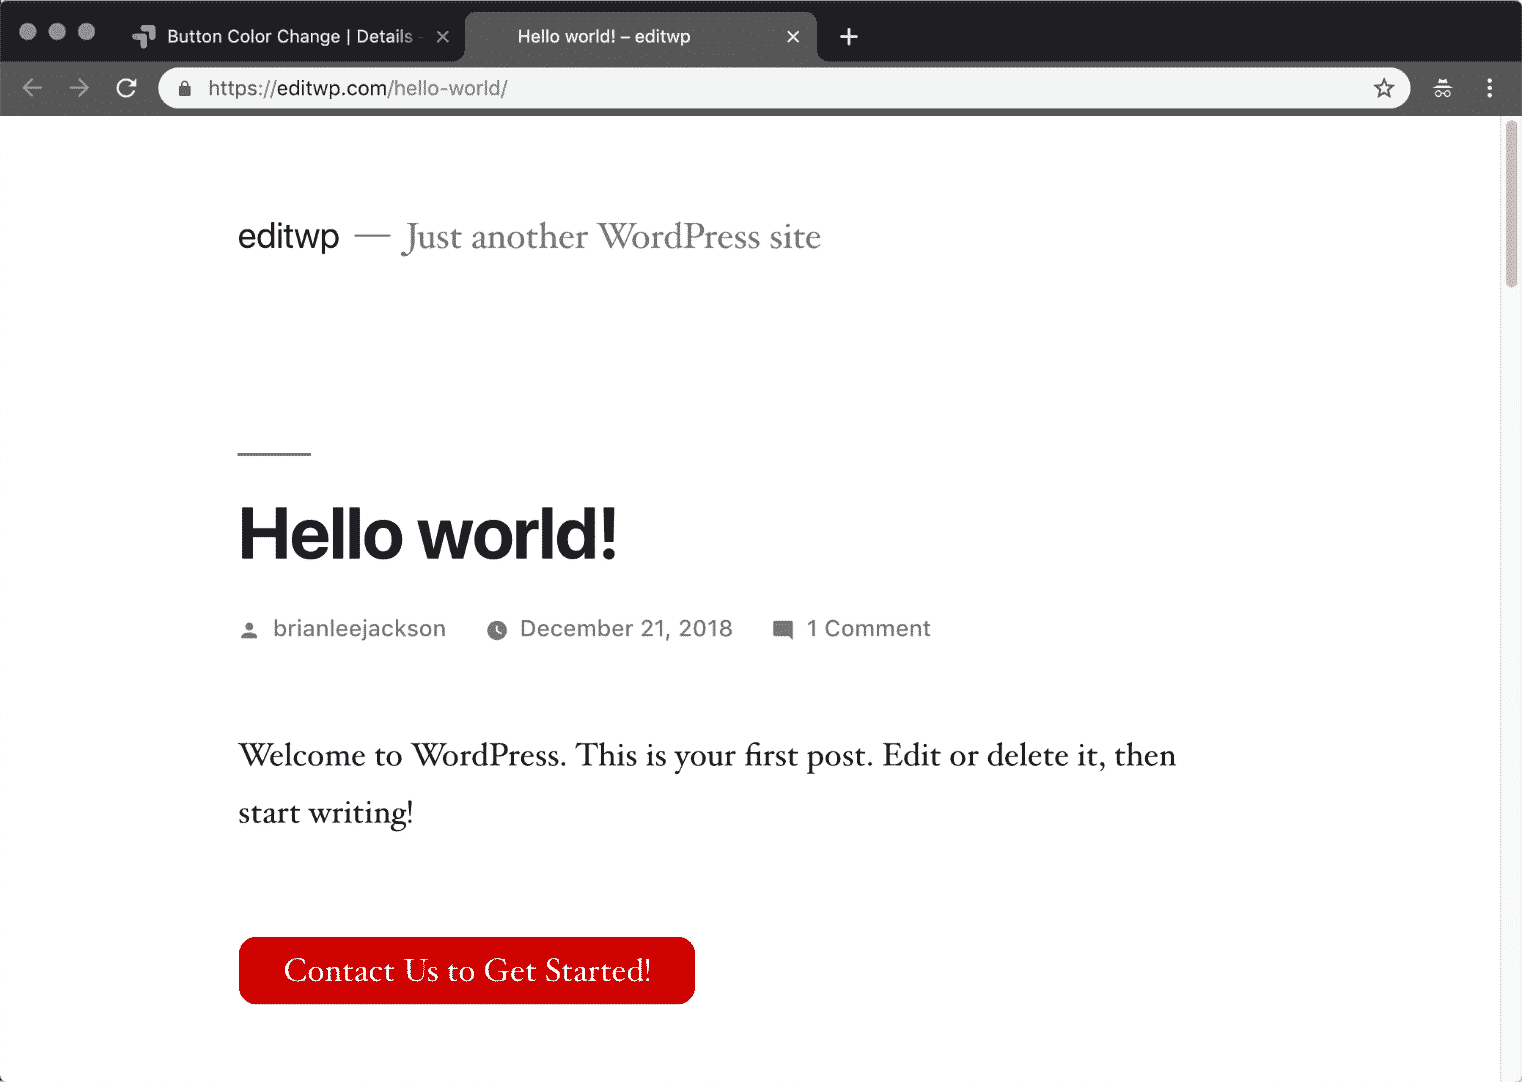 Button Color Change | Details -
Hello world! – editwp
https://editwp.com/hello-world/
editwp — Just another WordPress site
Hello world!
brianleejackson December 21, 2018 1 Comment
Welcome to WordPress. This is your first post. Edit or delete it, then
start writing!
Contact Us to Get Started!